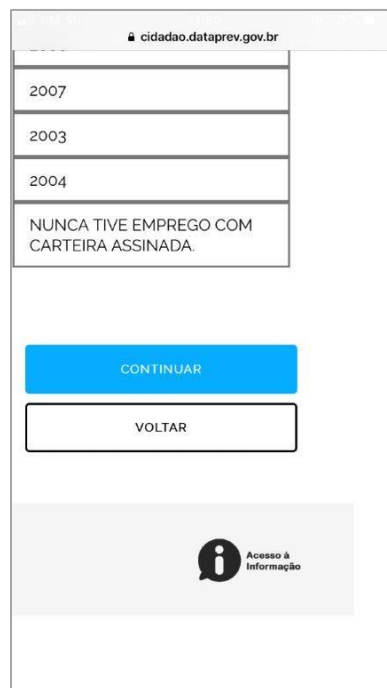 cidadao.dataprev.gov.br
2007
2003
2004
NUNCA TIVE EMPREGO COM
CARTEIRA ASSINADA.
CONTINUAR
VOLTAR
Acesso à
Informação